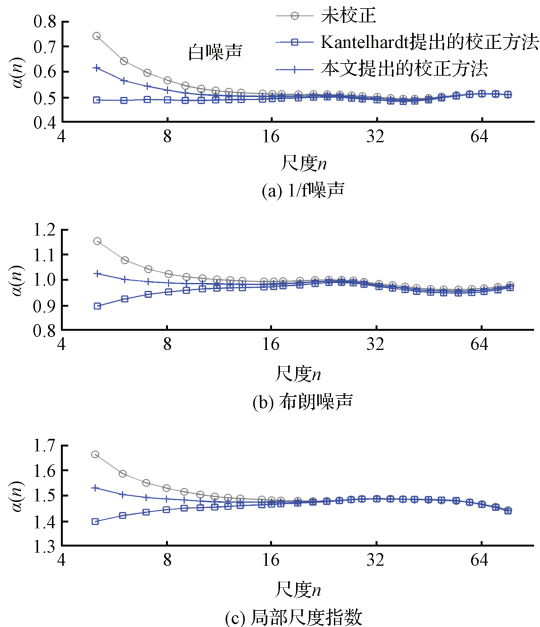 未校正
Kantelhardt提出的校正方法
本文提出的校正方法
白噪声
α(n)
0.8
0.7
0.6
0.5
0.4
4 8 16 32 64
尺度n
(a) 1/f噪声
α(n)
1.2
1.1
1.0
0.9
0.8
4 8 16 32 64
尺度n
(b) 布朗噪声
α(n)
1.7
1.6
1.5
1.4
1.3
4 8 16 32 64
尺度n
(c) 局部尺度指数